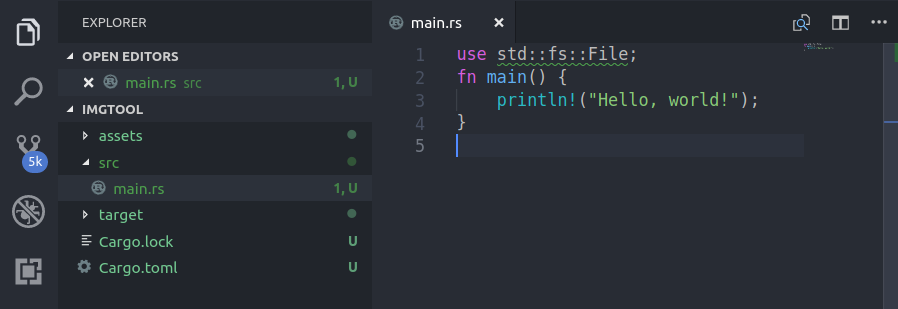 EXPLORER
OPEN EDITORS
main.rs src 1, U
IMGTOOL
assets
src
main.rs 1, U
target
Cargo.lock U
Cargo.toml U
5k
main.rs
1 use std::fs::File;
2 fn main() {
3     println!("Hello, world!");
4 }
5